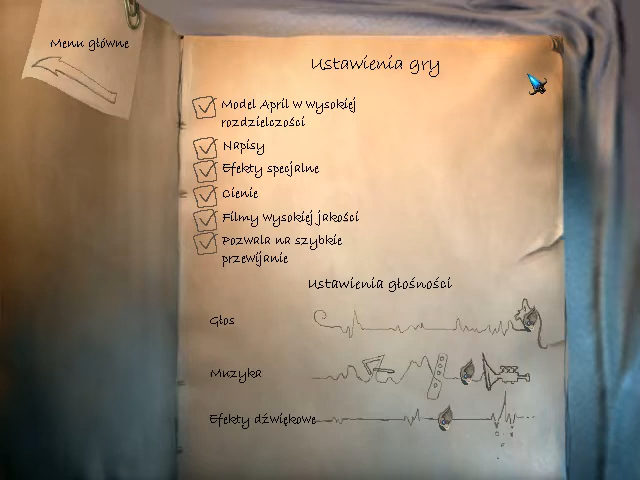 Menu główne
Ustawienia gry
Model April w wysokiej
rozdzielczości
Napisy
Efekty specjalne
Cienie
Filmy wysokiej jakości
Pozwala na szybkie
przewijanie
Ustawienia głośności
Głos
Muzyka
Efekty dźwiękowe